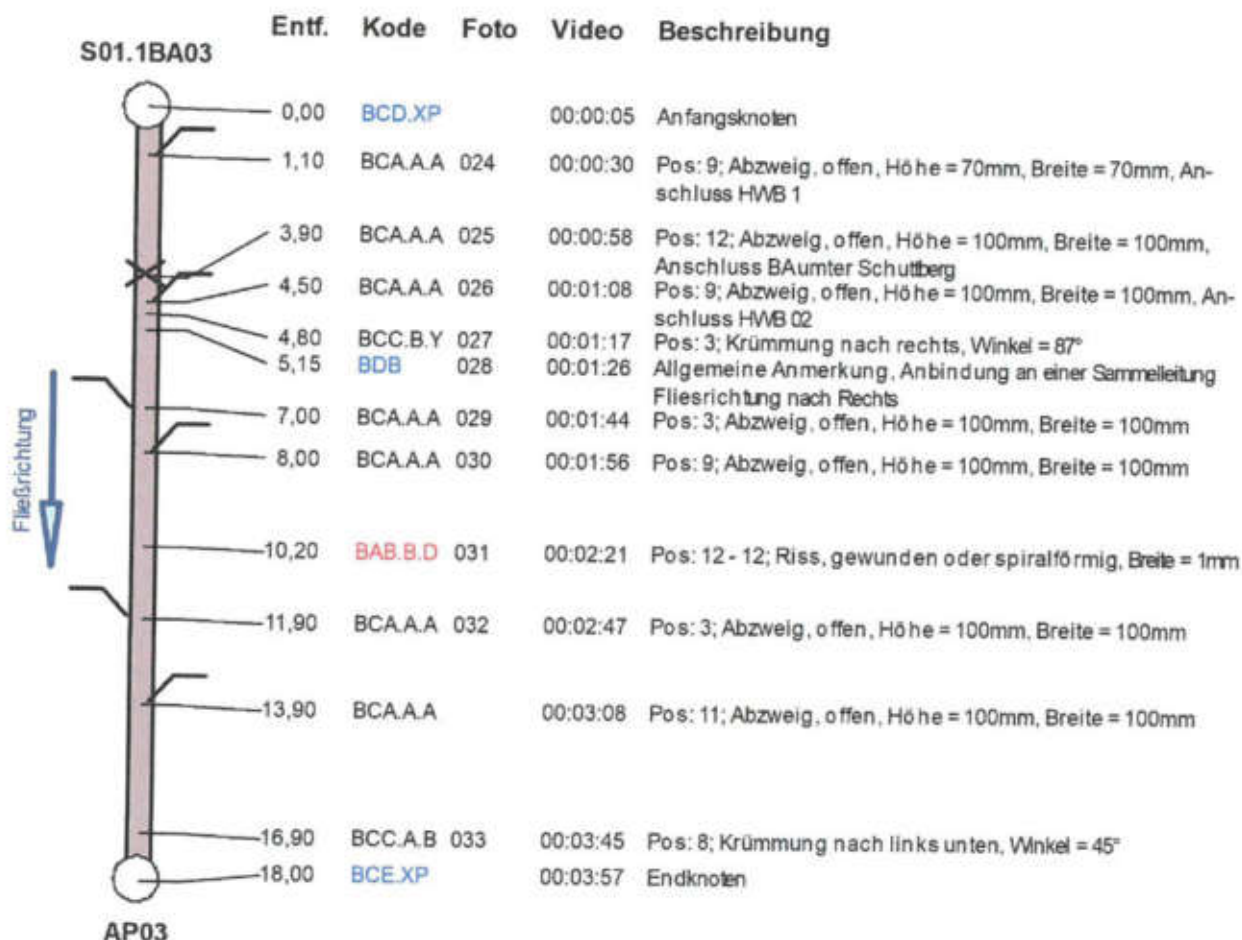 Entf. Kode Foto Video Beschreibung
S01.1BA03
0,00 BCD.XP 00:00:05 Anfangsknoten
1,10 BCA.A.A 024 00:00:30 Pos: 9; Abzweig, offen, Höhe = 70mm, Breite = 70mm, An-
schluss HWB 1
3,90 BCA.A.A 025 00:00:58 Pos: 12; Abzweig, offen, Höhe = 100mm, Breite = 100mm,
Anschluss BAumter Schuttberg
4,50 BCA.A.A 026 00:01:08 Pos: 9; Abzweig, offen, Höhe = 100mm, Breite = 100mm, An-
schluss HWB 02
4,80 BCC.B.Y 027 00:01:17 Pos: 3; Krümmung nach rechts, Winkel = 87°
5,15 BDB 028 00:01:26 Allgemeine Anmerkung, Anbindung an einer Sammelleitung
Fliesrichtung nach Rechts
7,00 BCA.A.A 029 00:01:44 Pos: 3; Abzweig, offen, Höhe = 100mm, Breite = 100mm
8,00 BCA.A.A 030 00:01:56 Pos: 9; Abzweig, offen, Höhe = 100mm, Breite = 100mm
Fließrichtung
10,20 BAB.B.D 031 00:02:21 Pos: 12 - 12; Riss, gewunden oder spiralförmig, Breite = 1mm
11,90 BCA.A.A 032 00:02:47 Pos: 3; Abzweig, offen, Höhe = 100mm, Breite = 100mm
13,90 BCA.A.A 00:03:08 Pos: 11; Abzweig, offen, Höhe = 100mm, Breite = 100mm
16,90 BCC.A.B 033 00:03:45 Pos: 8; Krümmung nach links unten, Winkel = 45°
18,00 BCE.XP 00:03:57 Endknoten
AP03